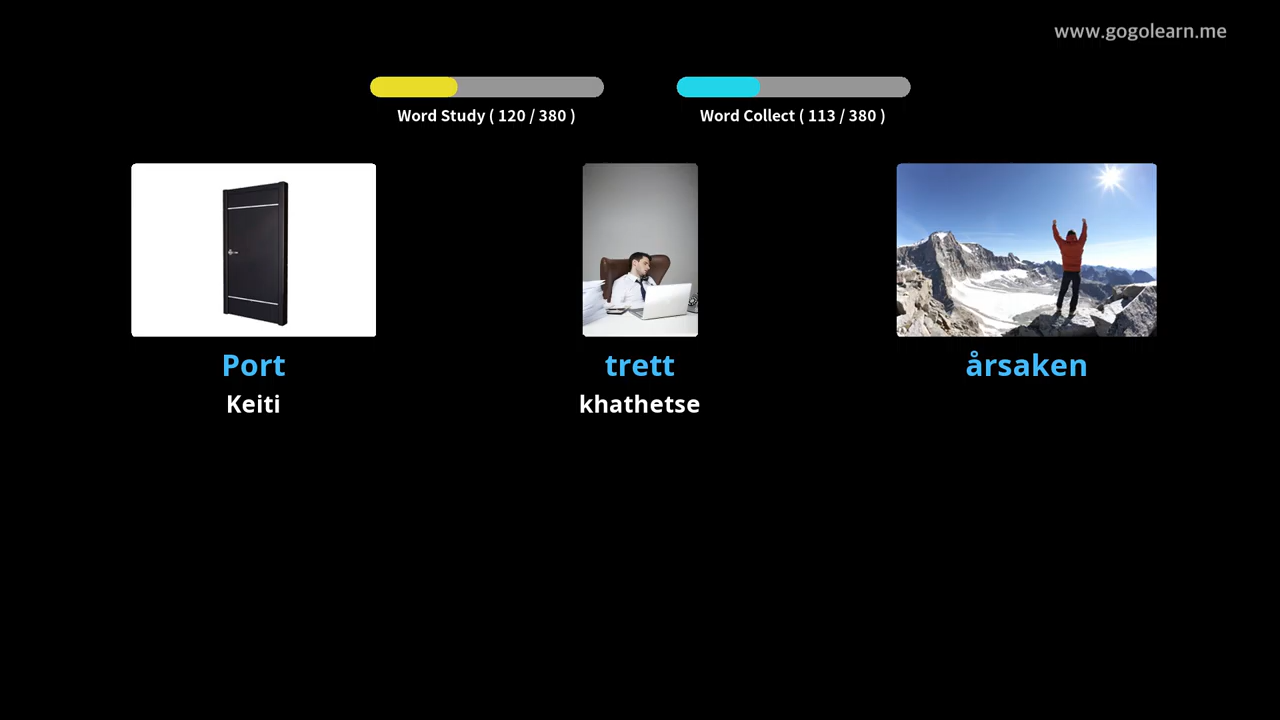 www.gogolearn.me
Word Study ( 120 / 380 )
Word Collect ( 113 / 380 )
Port
Keiti
trett
khathetse
årsaken